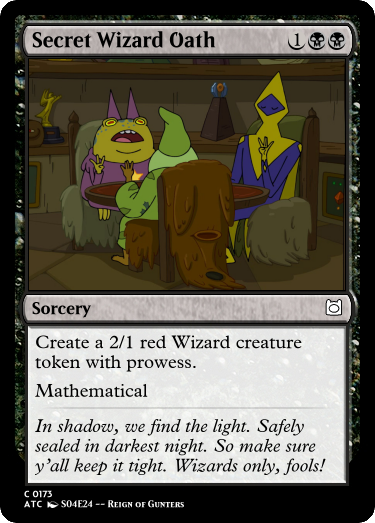 Secret Wizard Oath 1
Sorcery
Create a 2/1 red Wizard creature
token with prowess.
Mathematical
In shadow, we find the light. Safely
sealed in darkest night. So make sure
y'all keep it tight. Wizards only, fools!
C 0173
ATC S04E24 -- Reign of Gunters